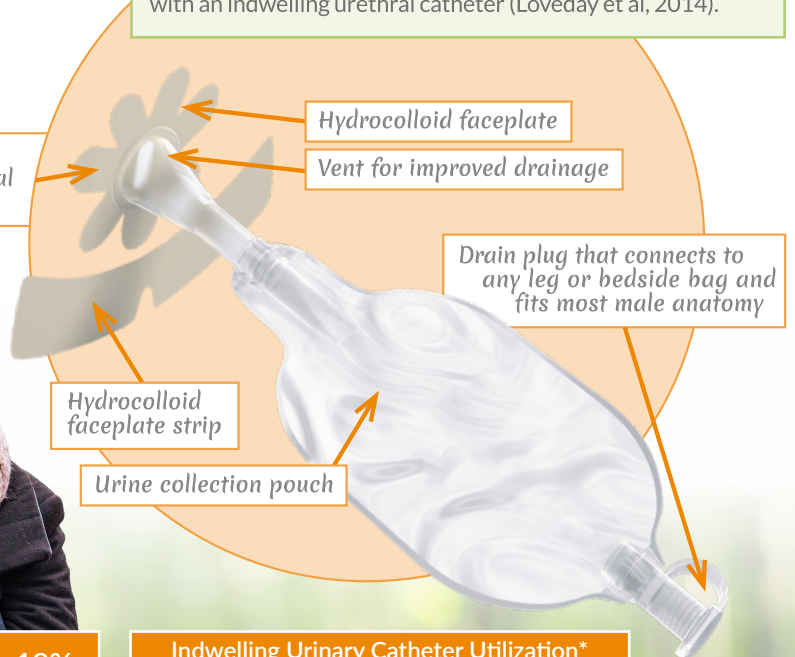 with an indwelling urethral catheter (Loveday et al, 2014).
Hydrocolloid faceplate
Vent for improved drainage
al
Drain plug that connects to
any leg or bedside bag and
fits most male anatomy
Hydrocolloid
faceplate strip
Urine collection pouch
10%
Indwelling Urinary Catheter Utilization*